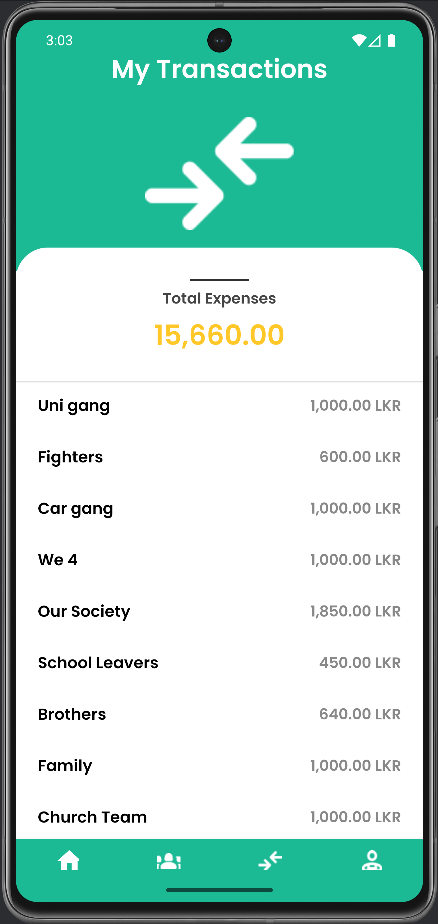 3:03
My Transactions
Total Expenses
15,660.00
Uni gang 1,000.00 LKR
Fighters 600.00 LKR
Car gang 1,000.00 LKR
We 4 1,000.00 LKR
Our Society 1,850.00 LKR
School Leavers 450.00 LKR
Brothers 640.00 LKR
Family 1,000.00 LKR
Church Team 1,000.00 LKR